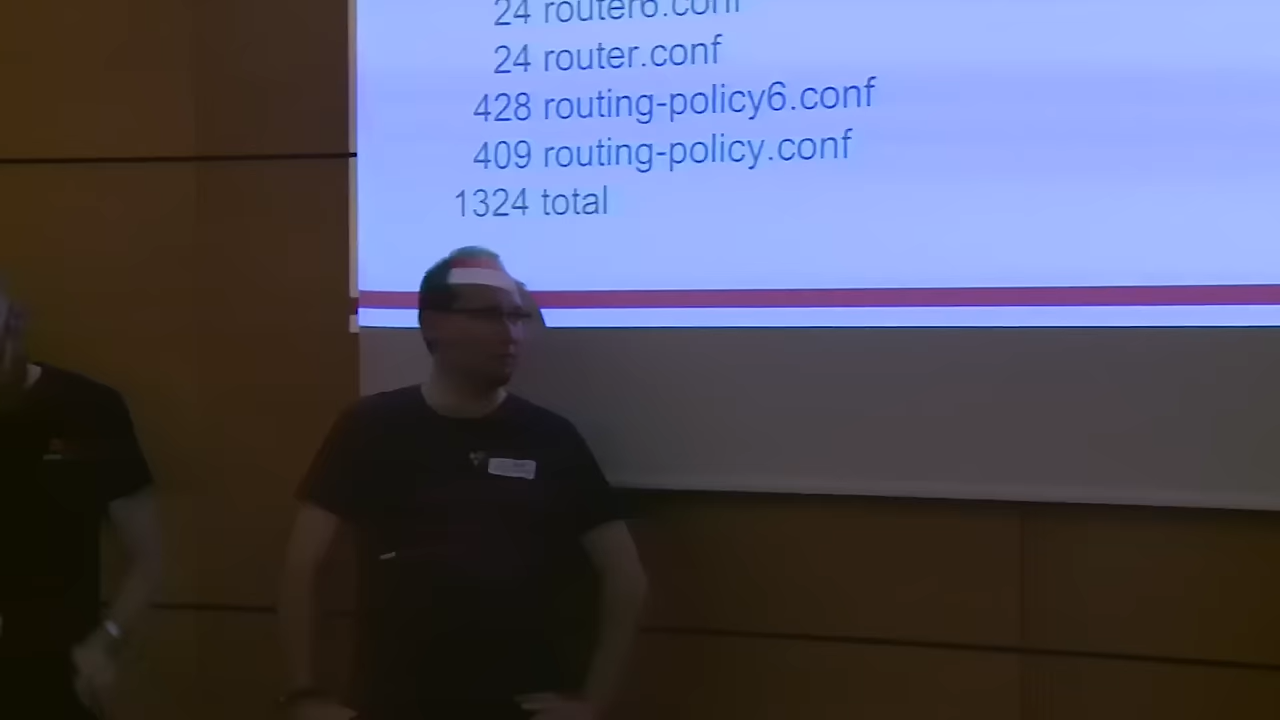 24 router6.conf
24 router.conf
428 routing-policy6.conf
409 routing-policy.conf
1324 total